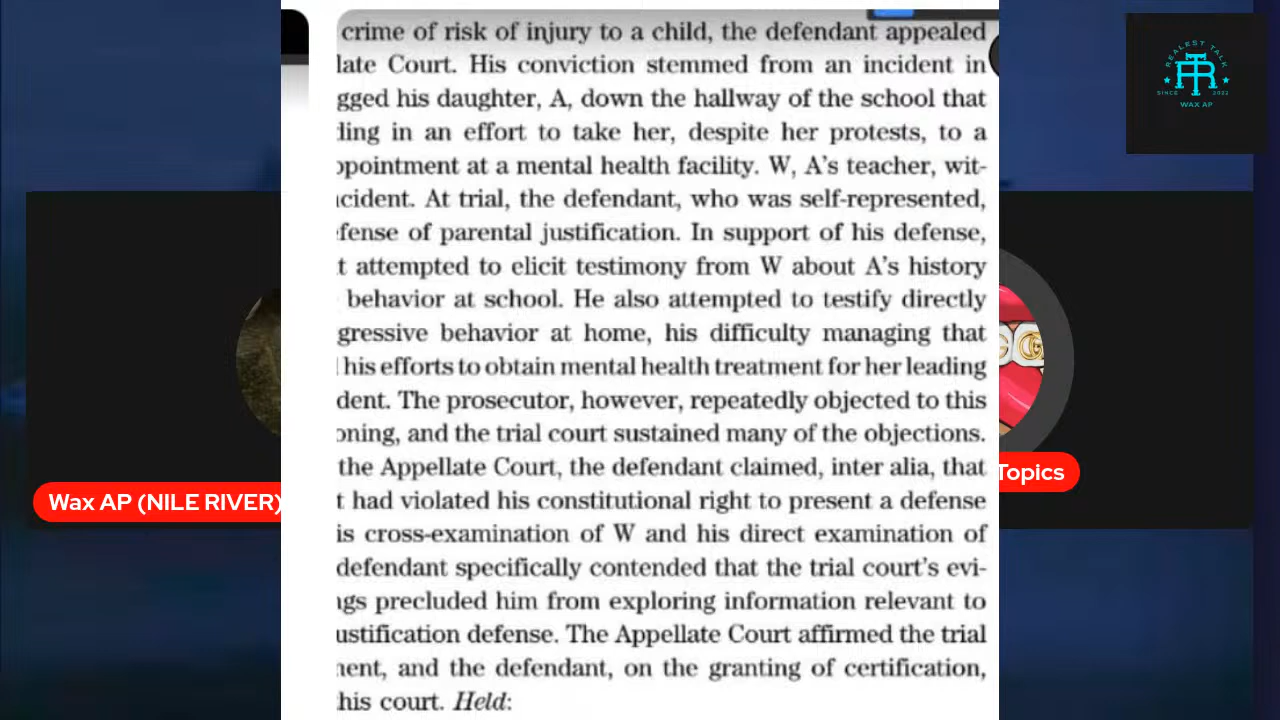 crime of risk of injury to a child, the defendant appealed
late Court. His conviction stemmed from an incident in
gged his daughter, A, down the hallway of the school that
ding in an effort to take her, despite her protests, to a
ppointment at a mental health facility. W, A's teacher, wit-
cident. At trial, the defendant, who was self-represented,
fense of parental justification. In support of his defense,
t attempted to elicit testimony from W about A's history
behavior at school. He also attempted to testify directly
gressive behavior at home, his difficulty managing that
his efforts to obtain mental health treatment for her leading
dent. The prosecutor, however, repeatedly objected to this
oning, and the trial court sustained many of the objections.
the Appellate Court, the defendant claimed, inter alia, that
t had violated his constitutional right to present a defense
is cross-examination of W and his direct examination of
defendant specifically contended that the trial court's evi-
ngs precluded him from exploring information relevant to
ustification defense. The Appellate Court affirmed the trial
nent, and the defendant, on the granting of certification,
his court. Held:
Wax AP (NILE RIVER)
Topics
REALEST TALK
TR
SINCE 2021
WAX AP